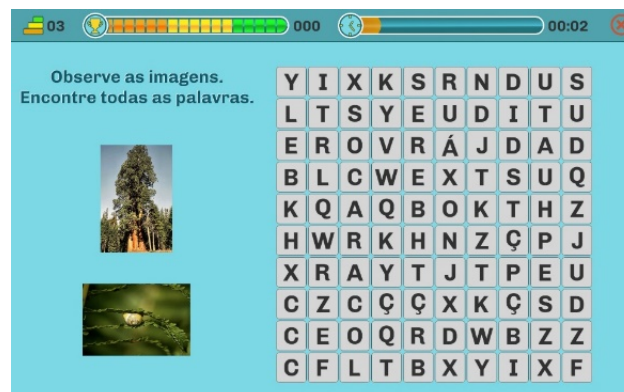 03 000 00:02
Observe as imagens.
Encontre todas as palavras.
Y I X K S R N D U S
L T S Y E U D I T U
E R O V R Á J D A D
B L C W E X T S U Q
K Q A Q B O K T H Z
H W R K H N Z Ç P J
X R A Y T J T P E U
C Z C Ç Ç X K Ç S D
C E O Q R D W B Z Z
C F L T B X Y I X F